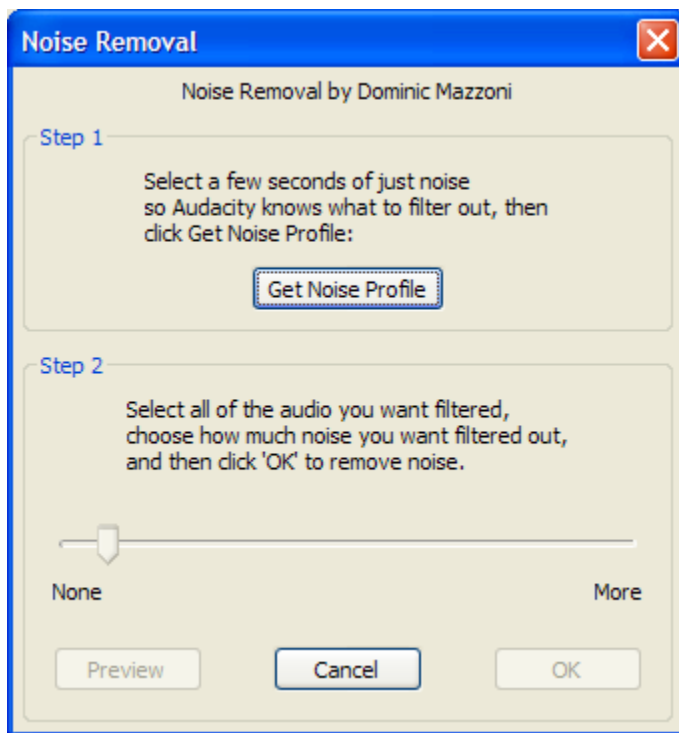 Noise Removal
Noise Removal by Dominic Mazzoni
Step 1
Select a few seconds of just noise
so Audacity knows what to filter out, then
click Get Noise Profile:
Get Noise Profile
Step 2
Select all of the audio you want filtered,
choose how much noise you want filtered out,
and then click 'OK' to remove noise.
None
More
Preview
Cancel
OK